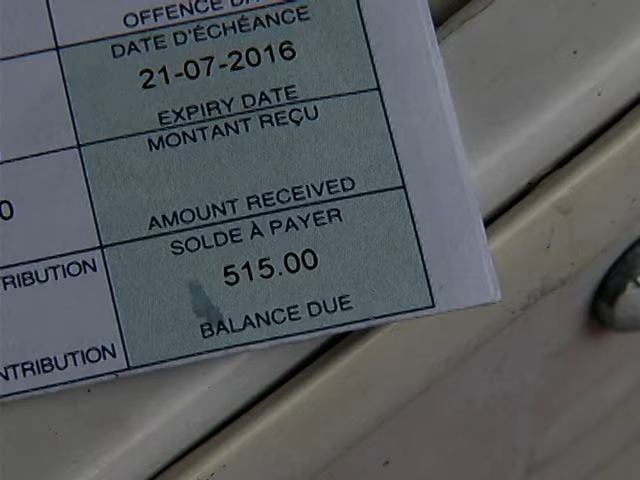 OFFENCE
DATE D'ÉCHÉANCE
21-07-2016
EXPIRY DATE
MONTANT REÇU
0
AMOUNT RECEIVED
SOLDE À PAYER
RIBUTION
515.00
BALANCE DUE
NTRIBUTION